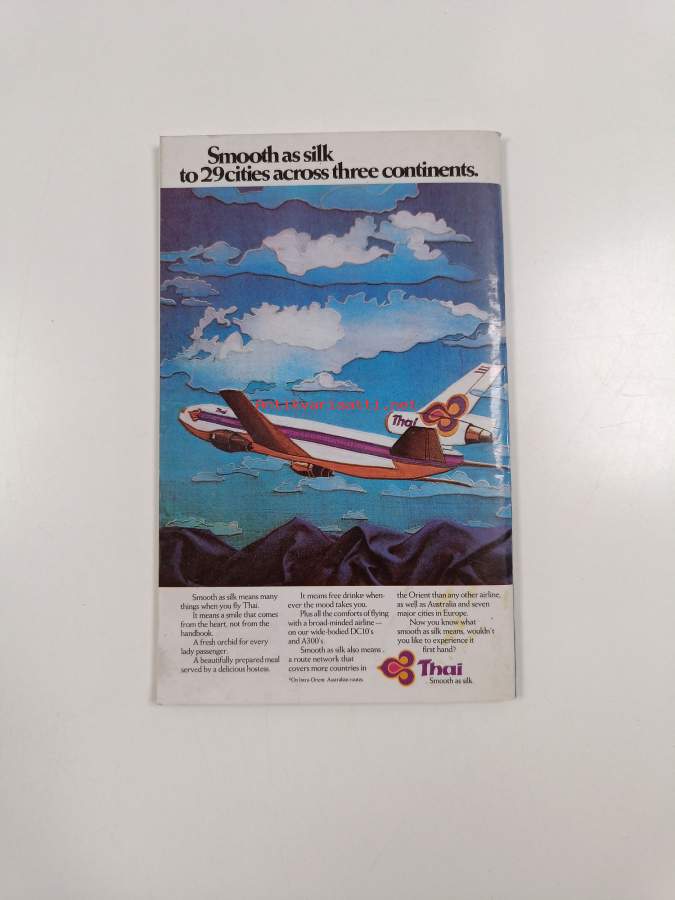 Smooth as silk
to 29 cities across three continents.
Thai
Antikvariaatti.net
Thai
Smooth as silk means many
things when you fly Thai.
It means a smile that comes
from the heart, not from the
handbook.
A fresh orchid for every
lady passenger.
A beautifully prepared meal
served by a delicious hostess.
It means free drinks* when-
ever the mood takes you.
Plus all the comforts of flying
with a broad-minded airline —
on our wide-bodied DC10's
and A300's.
Smooth as silk also means
a route network that
covers more countries in
*On Intra-Orient Australian routes.
the Orient than any other airline,
as well as Australia and seven
major cities in Europe.
Now you know what
smooth as silk means, wouldn't
you like to experience it
first hand?
Thai
Smooth as silk.